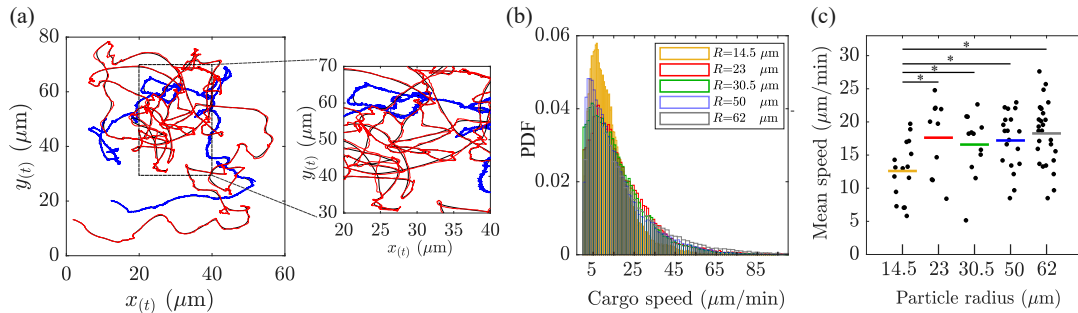 (a)
80
60
40
20
0
y(t) (μm)
0 20 40 60
x(t) (μm)
70
60
50
40
30
y(t) (μm)
20 25 30 35 40
x(t) (μm)
(b)
0.06
0.04
0.02
0
PDF
5 25 45 65 85
Cargo speed (μm/min)
R=14.5 μm
R=23 μm
R=30.5 μm
R=50 μm
R=62 μm
(c)
30
25
20
15
10
5
0
Mean speed (μm/min)
* 
*
*
*
14.5 23 30.5 50 62
Particle radius (μm)